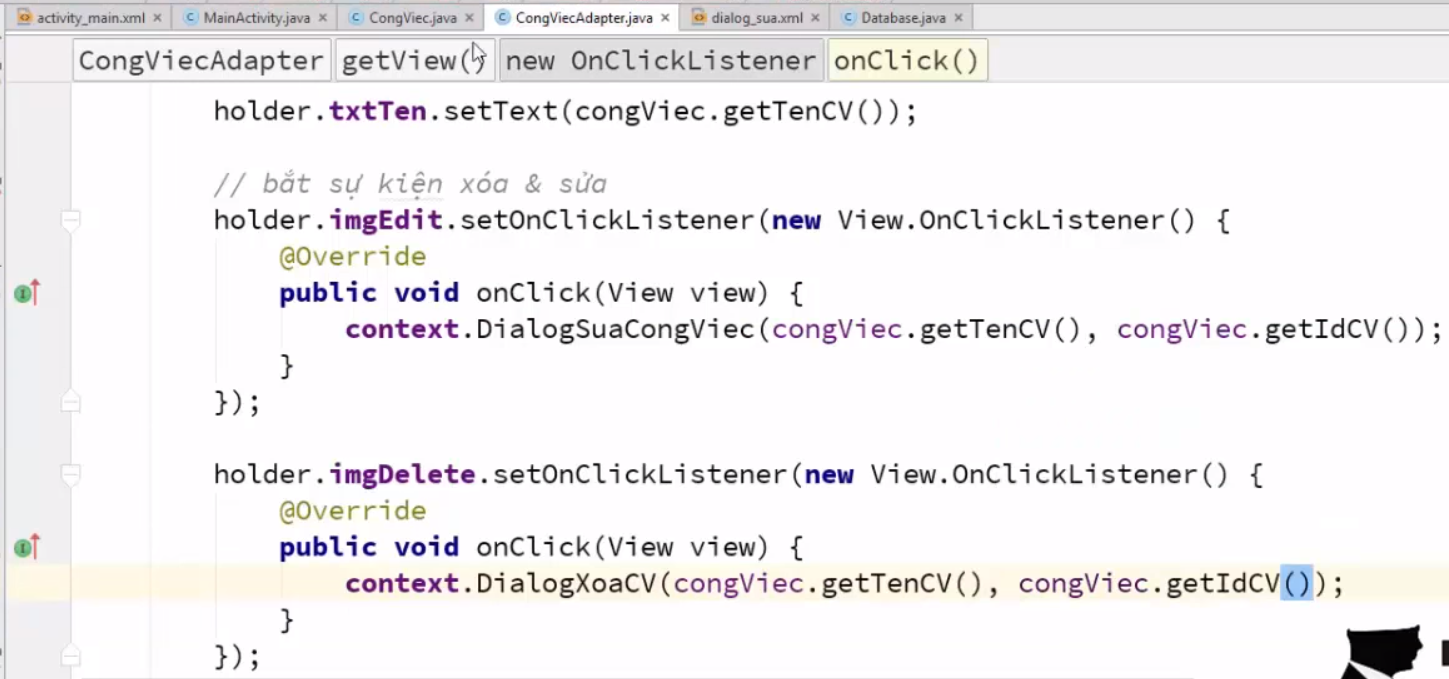 activity_main.xml × MainActivity.java × CongViec.java × CongViecAdapter.java × dialog_sua.xml × Database.java ×
CongViecAdapter getView() new OnClickListener onClick()
holder.txtTen.setText(congViec.getTenCV());
// bắt sự kiện xóa & sửa
holder.imgEdit.setOnClickListener(new View.OnClickListener() {
@Override
public void onClick(View view) {
context.DialogSuaCongViec(congViec.getTenCV(), congViec.getIdCV());
}
});
holder.imgDelete.setOnClickListener(new View.OnClickListener() {
@Override
public void onClick(View view) {
context.DialogXoaCV(congViec.getTenCV(), congViec.getIdCV());
}
});